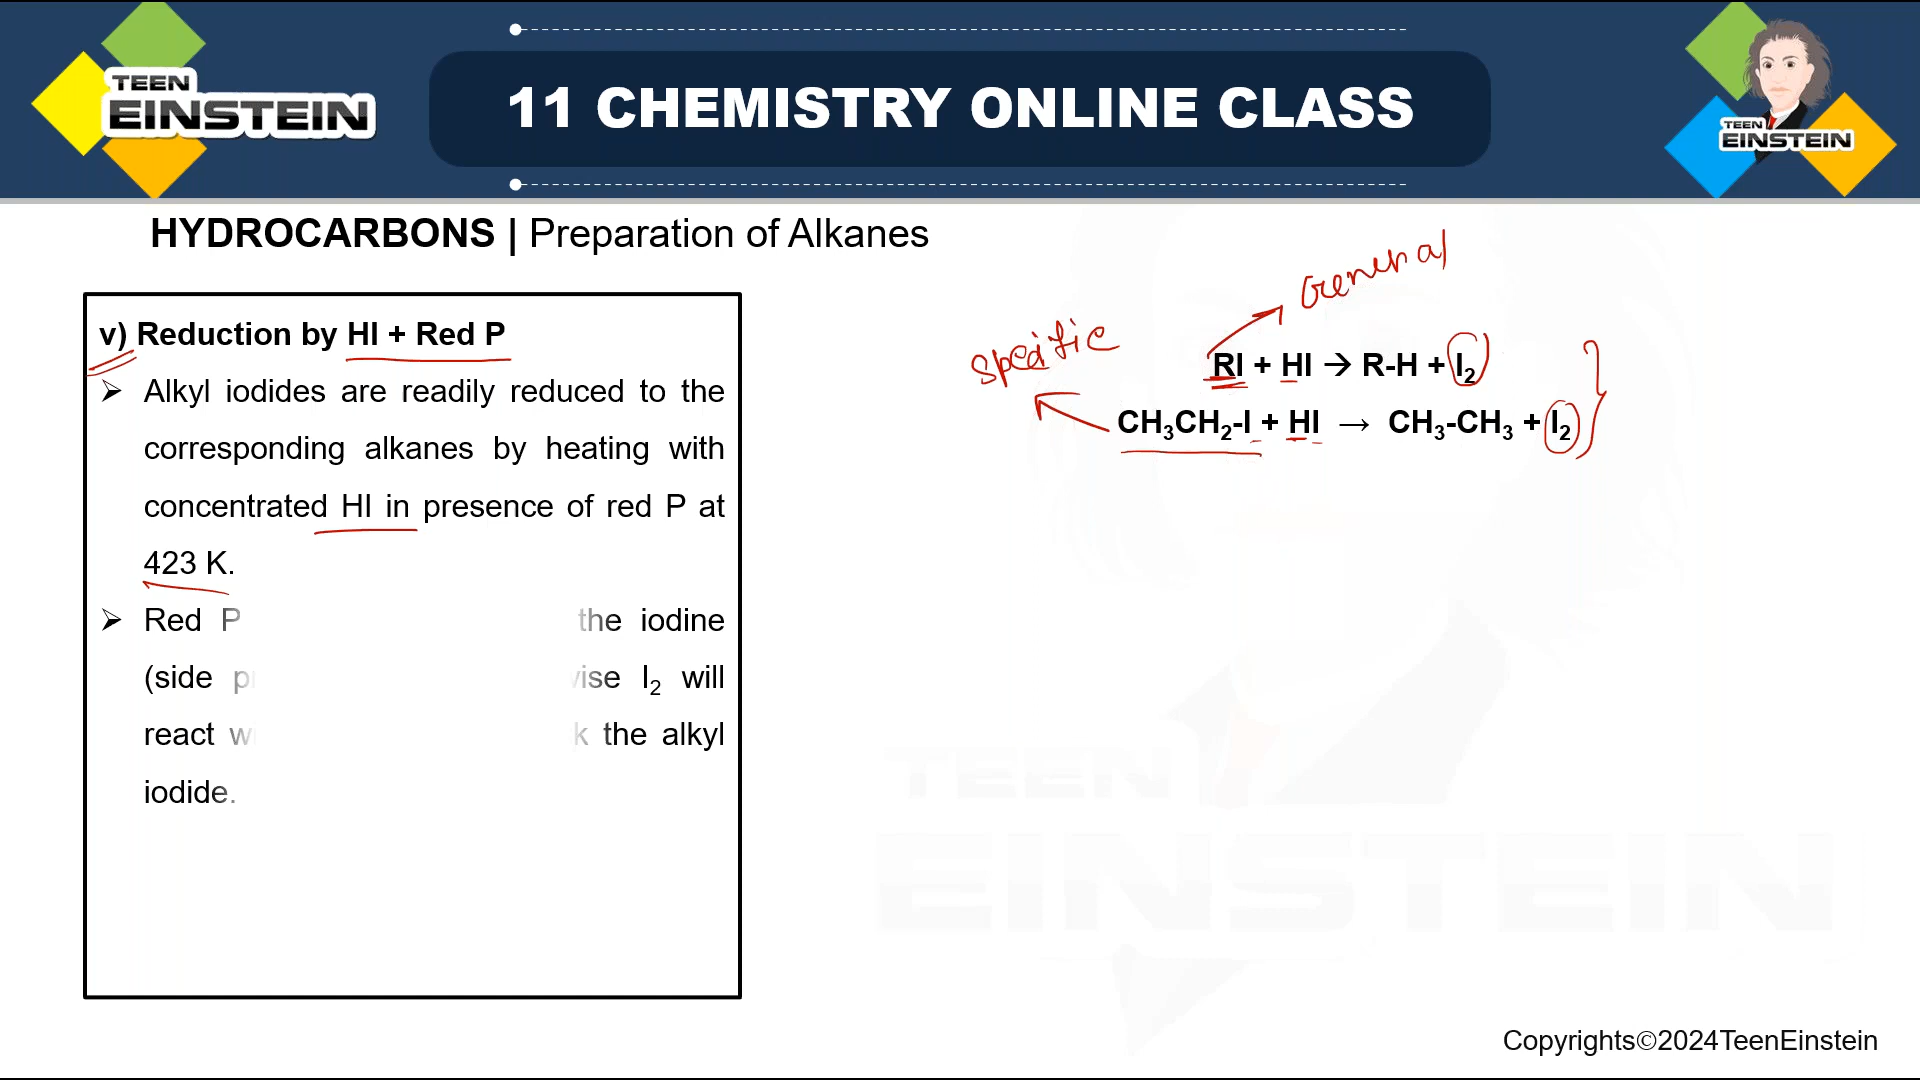 TEEN
EINSTEIN
11 CHEMISTRY ONLINE CLASS
TEEN
EINSTEIN
HYDROCARBONS | Preparation of Alkanes
v) Reduction by HI + Red P
➢ Alkyl iodides are readily reduced to the
corresponding alkanes by heating with
concentrated HI in presence of red P at
423 K.
➢ Red P the iodine
(side I₂ will
react the alkyl
iodide.
General
Specific
RI + HI → R-H + I₂
CH₃CH₂-I + HI → CH₃-CH₃ + I₂
TEEN
EINSTEIN
Copyrights©2024TeenEinstein